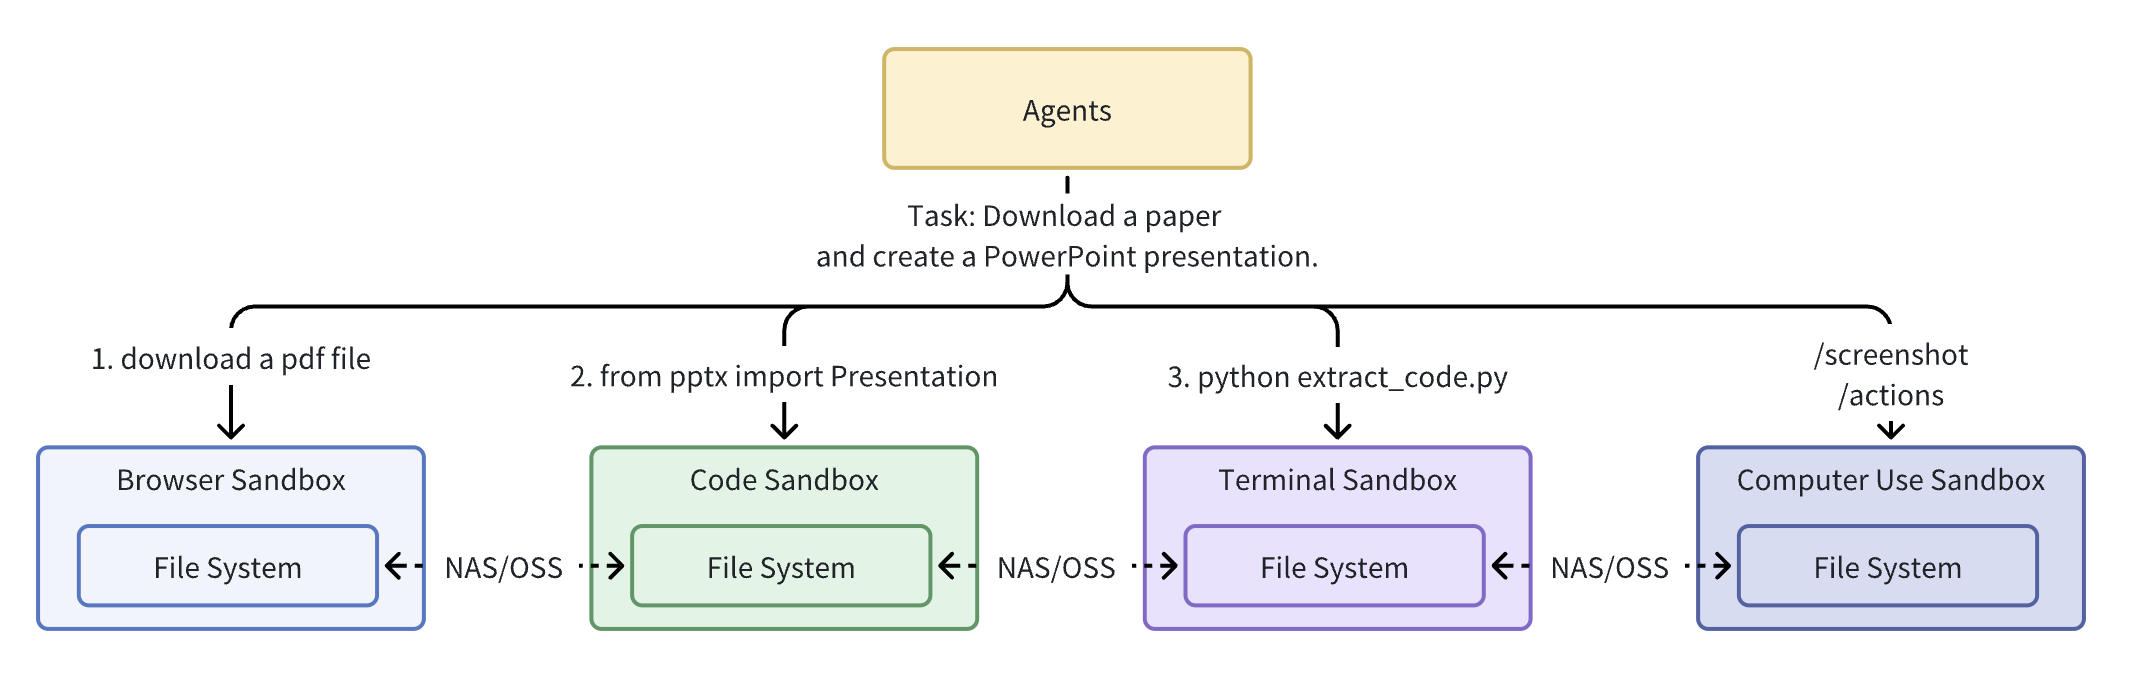 Agents
Task: Download a paper
and create a PowerPoint presentation.
1. download a pdf file
2. from pptx import Presentation
3. python extract_code.py
/screenshot
/actions
Browser Sandbox
Code Sandbox
Terminal Sandbox
Computer Use Sandbox
File System
NAS/OSS
File System
NAS/OSS
File System
NAS/OSS
File System